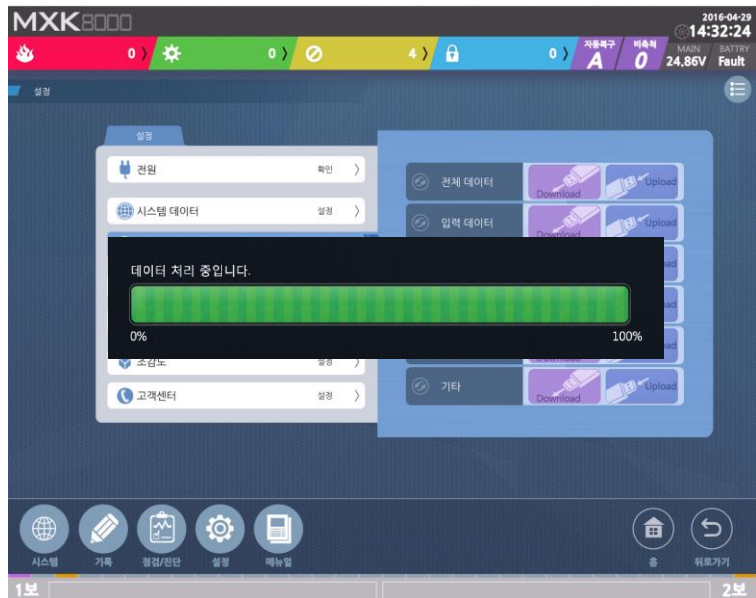 MXK8000
2016-04-29
14:32:24
0 〉
0 〉
4 〉
0 〉
자동복구
A
비축적
0
MAIN
24.86V
BATTRY
Fault
설정
설정
전원
확인 〉
시스템 데이터
설정 〉
전체 데이터
Download
Upload
입력 데이터
Download
Upload
데이터 처리 중입니다.
0%
100%
초감도
설정 〉
고객센터
설정 〉
Download
Upload
기타
Download
Upload
시스템
기록
점검/진단
설정
메뉴얼
홈
뒤로가기
1보
2보